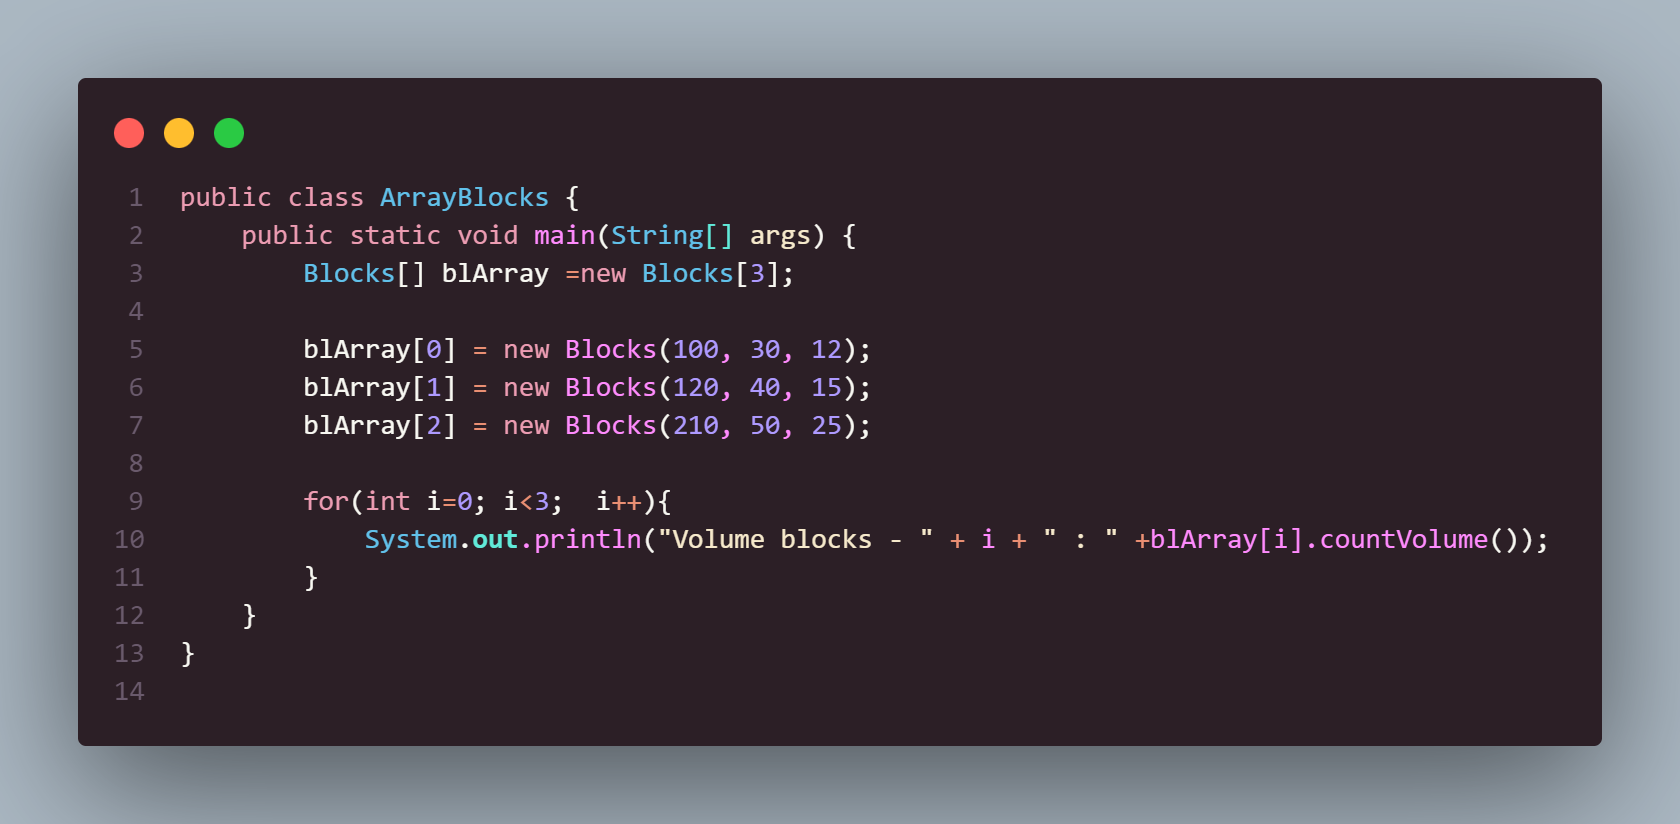 1 public class ArrayBlocks {
2     public static void main(String[] args) {
3         Blocks[] blArray =new Blocks[3];
4
5         blArray[0] = new Blocks(100, 30, 12);
6         blArray[1] = new Blocks(120, 40, 15);
7         blArray[2] = new Blocks(210, 50, 25);
8
9         for(int i=0; i<3;  i++){
10             System.out.println("Volume blocks - " + i + " : " +blArray[i].countVolume());
11         }
12     }
13 }
14